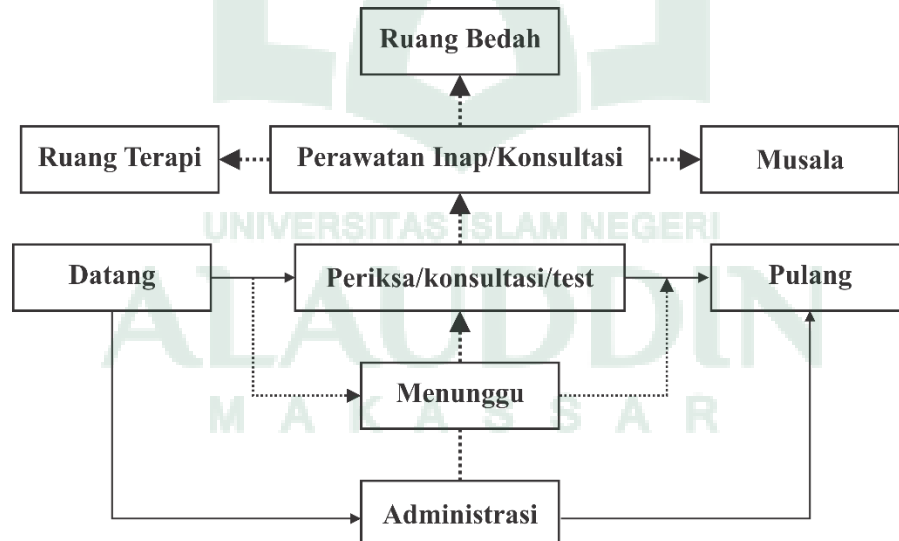 Ruang Bedah
Ruang Terapi
Perawatan Inap/Konsultasi
Musala
UNIVERSITAS ISLAM NEGERI
Datang
Periksa/konsultasi/test
Pulang
ALAUDDIN
Menunggu
MAKASSAR
Administrasi